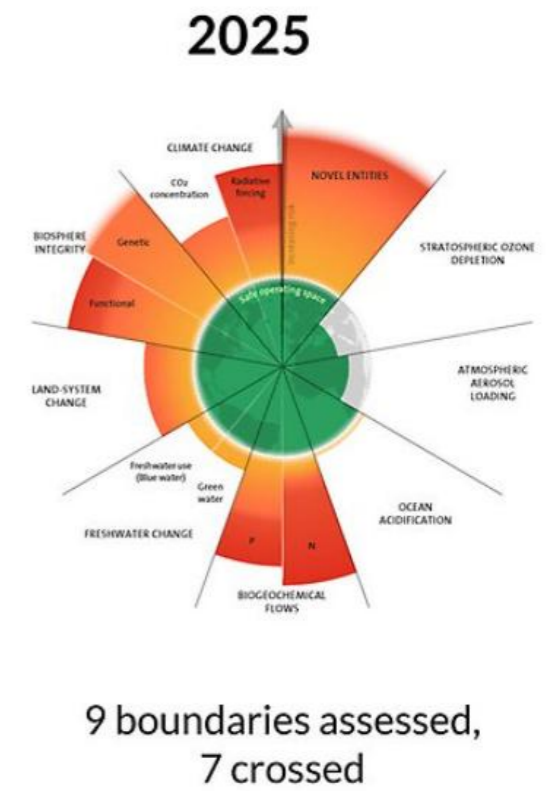 2025
CLIMATE CHANGE
CO₂
concentration
Radiative
forcing
NOVEL ENTITIES
Increasing risk
BIOSPHERE
INTEGRITY
Genetic
STRATOSPHERIC OZONE
DEPLETION
Functional
Safe operating space
LAND-SYSTEM
CHANGE
ATMOSPHERIC
AEROSOL
LOADING
Freshwater use
(Blue water)
Green
water
OCEAN
ACIDIFICATION
FRESHWATER CHANGE
P
N
BIOGEOCHEMICAL
FLOWS
9 boundaries assessed,
7 crossed